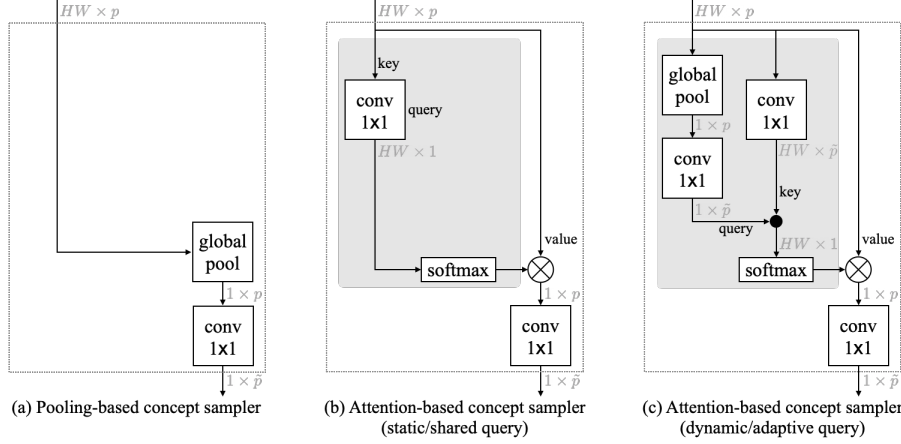 HW × p
global
pool
1 × p
conv
1x1
1 × p̃
(a) Pooling-based concept sampler
HW × p
key
conv
1x1
query
HW × 1
value
softmax
1 × p
conv
1x1
1 × p̃
(b) Attention-based concept sampler
(static/shared query)
HW × p
global
pool
1 × p
conv
1x1
1 × p̃
query
conv
1x1
HW × p̃
key
HW × 1
value
softmax
1 × p
conv
1x1
1 × p̃
(c) Attention-based concept sampler
(dynamic/adaptive query)